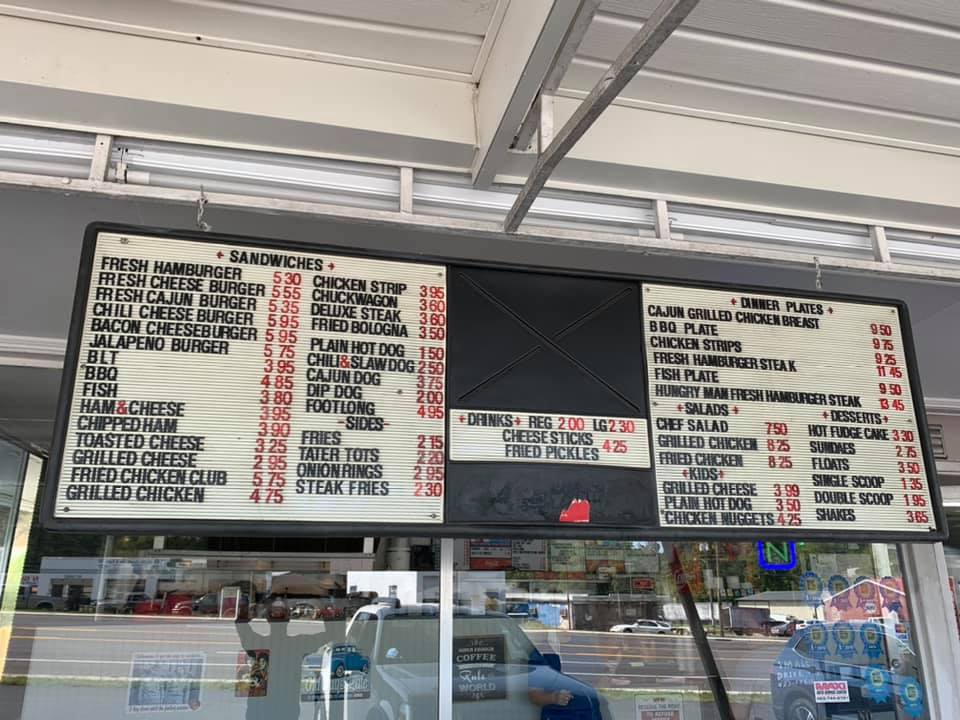 + SANDWICHES +
FRESH HAMBURGER 5 30
FRESH CHEESE BURGER 5 55
FRESH CAJUN BURGER 5 35
CHILI CHEESE BURGER 5 95
BACON CHEESEBURGER 5 95
JALAPENO BURGER 5 75
BLT 3 95
BBQ 4 85
FISH 3 80
HAM&CHEESE 3 95
CHIPPED HAM 3 90
TOASTED CHEESE 3 25
GRILLED CHEESE 2 95
FRIED CHICKEN CLUB 5 75
GRILLED CHICKEN 4 75
CHICKEN STRIP 3 95
CHUCKWAGON 3 60
DELUXE STEAK 3 60
FRIED BOLOGNA 3 50
PLAIN HOT DOG 1 50
CHILI&SLAW DOG 2 50
CAJUN DOG 3 75
DIP DOG 2 00
FOOTLONG 4 95
-SIDES-
FRIES 2 15
TATER TOTS 2 20
ONION RINGS 2 95
STEAK FRIES 2 30
+DRINKS+ REG 2 00 LG 2 30
CHEESE STICKS
FRIED PICKLES 4 25
+ DINNER PLATES +
CAJUN GRILLED CHICKEN BREAST 9 50
BBQ PLATE 9 75
CHICKEN STRIPS 9 25
FRESH HAMBURGER STEAK 11 45
FISH PLATE 9 50
HUNGRY MAN FRESH HAMBURGER STEAK 13 45
+SALADS+
CHEF SALAD 7 50
GRILLED CHICKEN 8 25
FRIED CHICKEN 8 25
+KIDS+
GRILLED CHEESE 3 99
PLAIN HOT DOG 3 50
CHICKEN NUGGETS 4 25
+DESSERTS+
HOT FUDGE CAKE 3 30
SUNDAES 2 75
FLOATS 3 50
SINGLE SCOOP 1 35
DOUBLE SCOOP 1 95
SHAKES 3 65
COFFEE
Rule
WORLD
MAXI